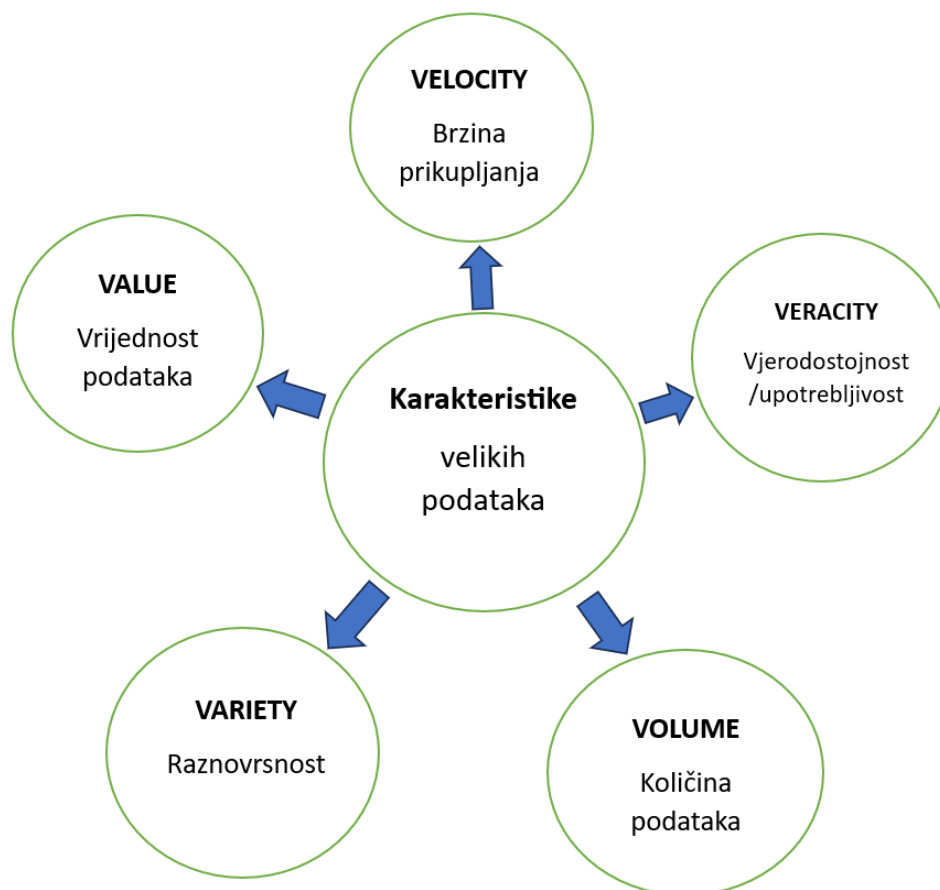 VELOCITY
Brzina
prikupljanja
VALUE
Vrijednost
podataka
VERACITY
Vjerodostojnost
/upotrebljivost
Karakteristike
velikih
podataka
VARIETY
Raznovrsnost
VOLUME
Količina
podataka